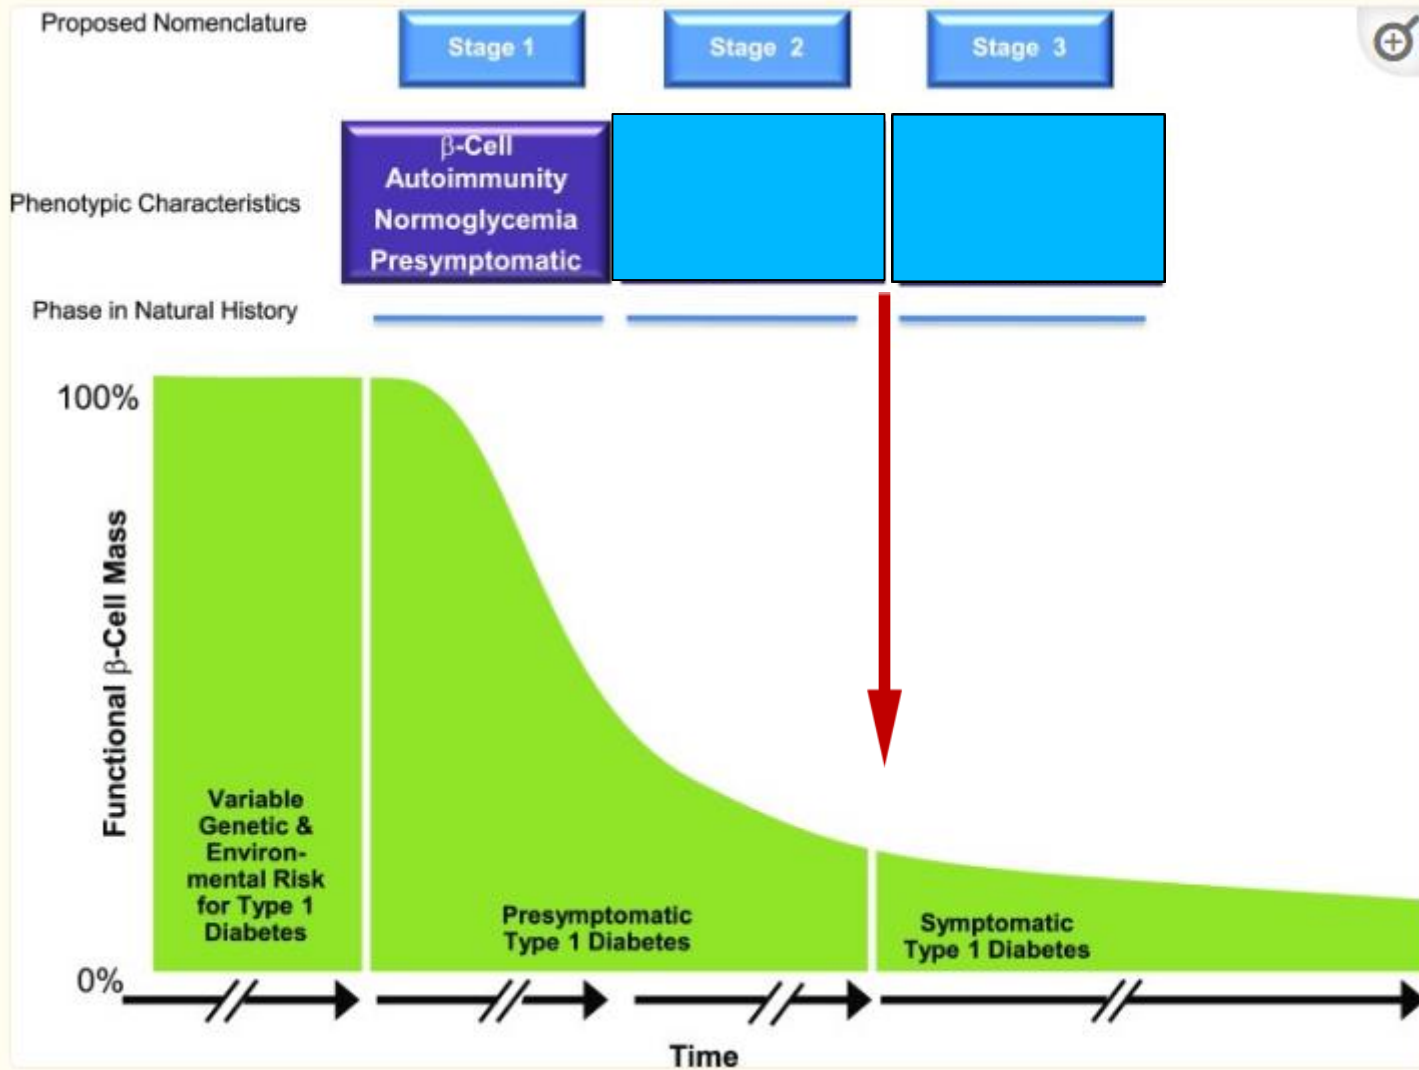 Proposed Nomenclature
Stage 1
Stage 2
Stage 3
Phenotypic Characteristics
β-Cell
Autoimmunity
Normoglycemia
Presymptomatic
Phase in Natural History
100%
Functional β-Cell Mass
0%
Variable
Genetic &
Environ-
mental Risk
for Type 1
Diabetes
Presymptomatic
Type 1 Diabetes
Symptomatic
Type 1 Diabetes
Time